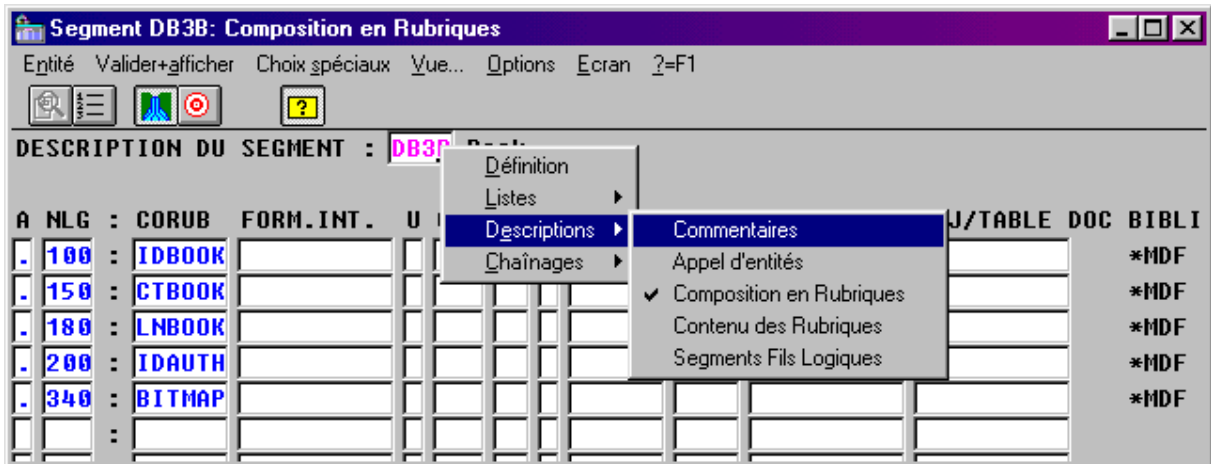 Segment DB3B: Composition en Rubriques
Entité Valider+afficher Choix spéciaux Vue... Options Ecran ?=F1
DESCRIPTION DU SEGMENT : DB3B
Définition
Listes
Descriptions
Chaînages
Commentaires
Appel d'entités
Composition en Rubriques
Contenu des Rubriques
Segments Fils Logiques
A NLG : CORUB FORM.INT. U J/TABLE DOC BIBLI
. 100 : IDBOOK *MDF
. 150 : CTBOOK *MDF
. 180 : LNBOOK *MDF
. 200 : IDAUTH *MDF
. 340 : BITMAP *MDF
: